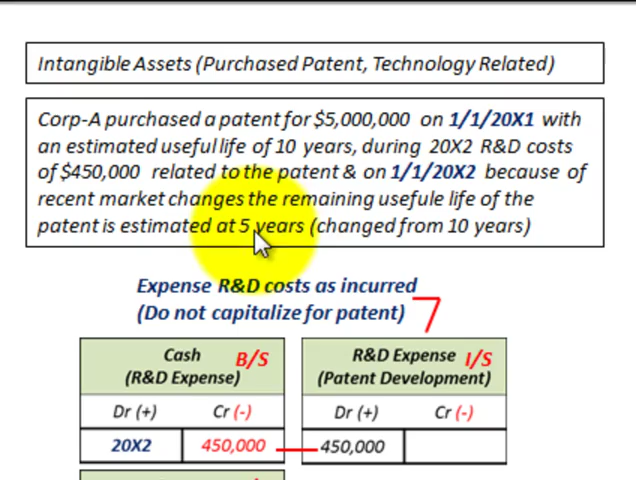 Intangible Assets (Purchased Patent, Technology Related)
Corp-A purchased a patent for $5,000,000 on 1/1/20X1 with
an estimated useful life of 10 years, during 20X2 R&D costs
of $450,000 related to the patent & on 1/1/20X2 because of
recent market changes the remaining usefule life of the
patent is estimated at 5 years (changed from 10 years)
Expense R&D costs as incurred
(Do not capitalize for patent)
Cash B/S
(R&D Expense)
Dr (+) Cr (-)
20X2 450,000
R&D Expense I/S
(Patent Development)
Dr (+) Cr (-)
450,000